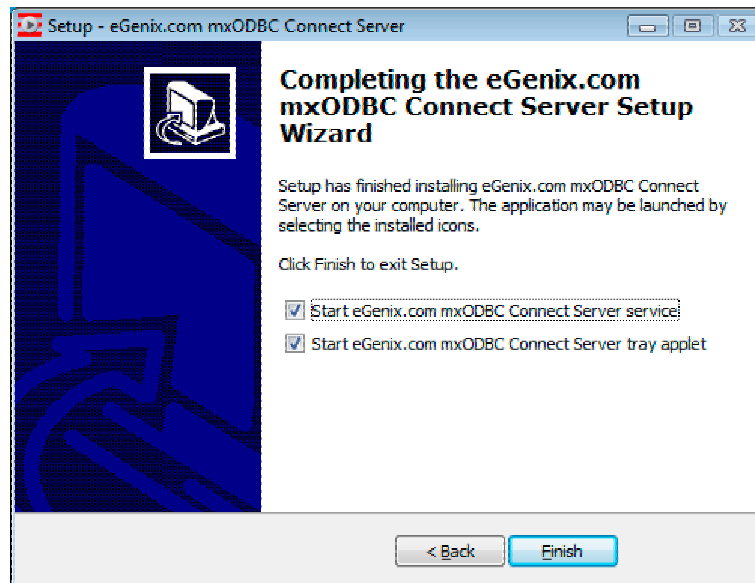 Setup - eGenix.com mxODBC Connect Server
Completing the eGenix.com
mxODBC Connect Server Setup
Wizard
Setup has finished installing eGenix.com mxODBC Connect
Server on your computer. The application may be launched by
selecting the installed icons.
Click Finish to exit Setup.
Start eGenix.com mxODBC Connect Server service
Start eGenix.com mxODBC Connect Server tray applet
< Back
Finish